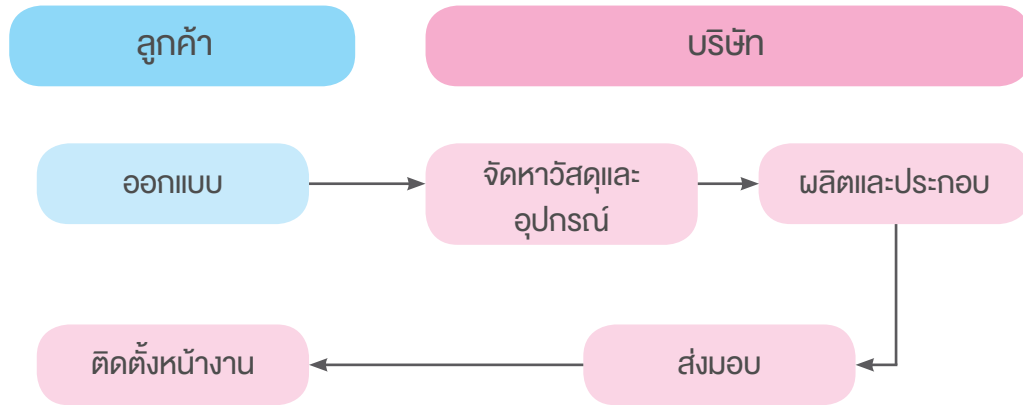 ลูกค้า
บริษัท
ออกแบบ
จัดหาวัสดุและ
อุปกรณ์
ผลิตและประกอบ
ส่งมอบ
ติดตั้งหน้างาน